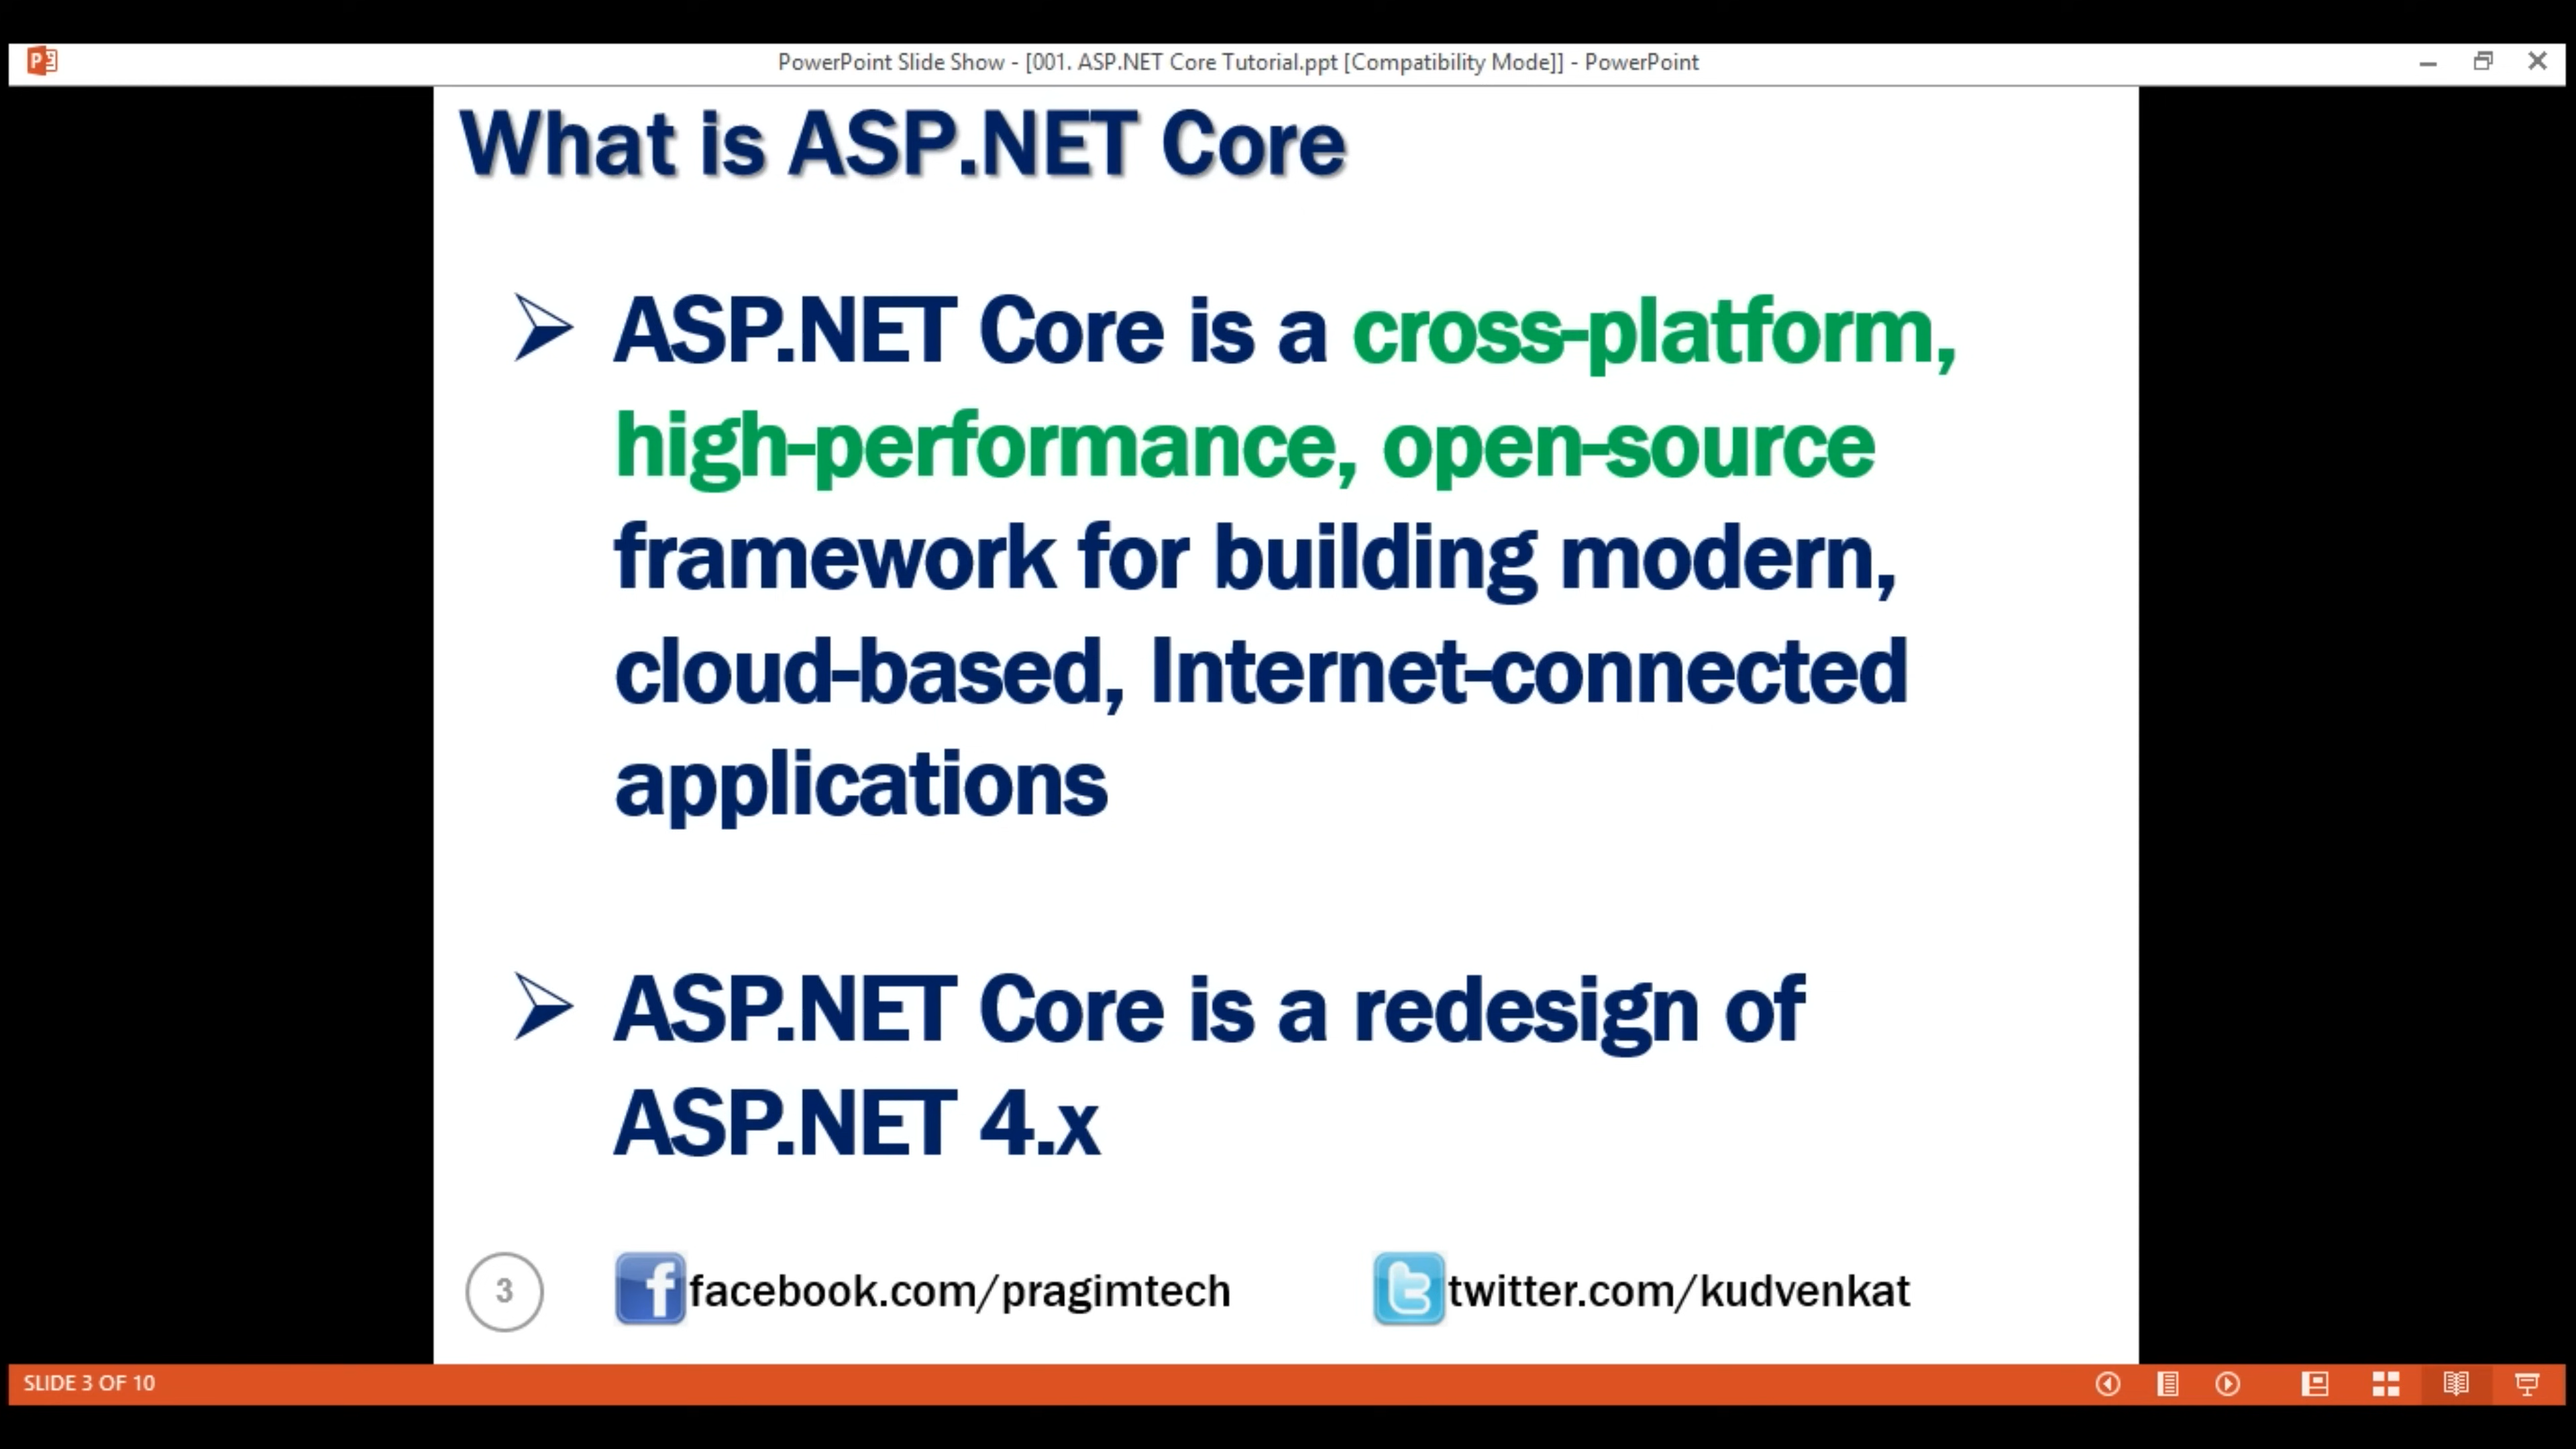 PowerPoint Slide Show - [001. ASP.NET Core Tutorial.ppt [Compatibility Mode]] - PowerPoint
What is ASP.NET Core
ASP.NET Core is a cross-platform,
high-performance, open-source
framework for building modern,
cloud-based, Internet-connected
applications
ASP.NET Core is a redesign of
ASP.NET 4.x
3
facebook.com/pragimtech
twitter.com/kudvenkat
SLIDE 3 OF 10